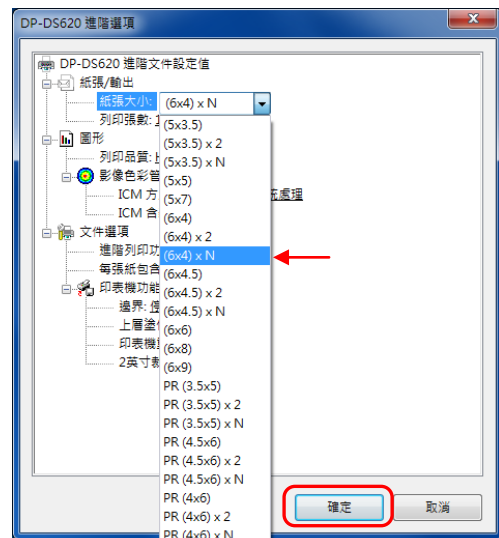 DP-DS620 進階選項
DP-DS620 進階文件設定值
紙張/輸出
紙張大小: (6x4) x N
列印張數:
(5x3.5)
圖形
(5x3.5) x 2
列印品質:
(5x3.5) x N
影像色彩管
(5x5)
ICM 方
處理
(5x7)
ICM 含
(6x4)
文件選項
(6x4) x 2
進階列印功
(6x4) x N
每張紙包含
(6x4.5)
印表機功能
(6x4.5) x 2
邊界:
(6x4.5) x N
上層塗
(6x6)
印表機
(6x8)
2英寸裁
(6x9)
PR (3.5x5)
PR (3.5x5) x 2
PR (3.5x5) x N
PR (4.5x6)
PR (4.5x6) x 2
PR (4.5x6) x N
PR (4x6)
PR (4x6) x 2
PR (4x6) x N
確定
取消